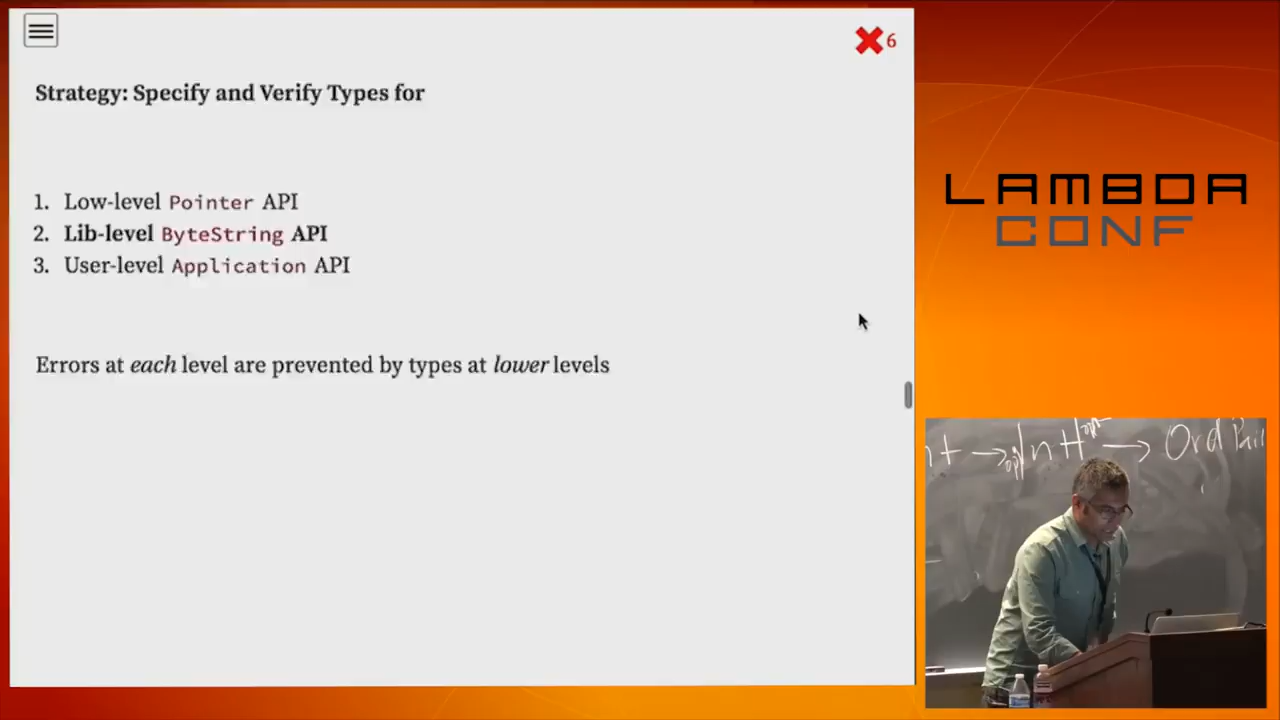 6
Strategy: Specify and Verify Types for
1. Low-level Pointer API
2. Lib-level ByteString API
3. User-level Application API
Errors at each level are prevented by types at lower levels
LAMBDA
CONF
Ord Pair